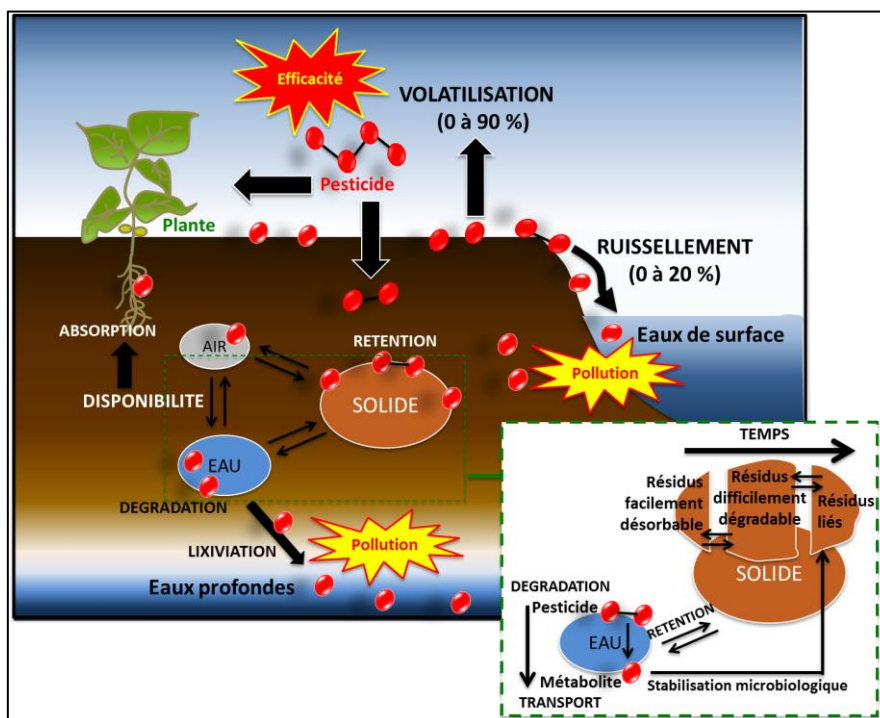 Efficacité
VOLATILISATION
(0 à 90 %)
Pesticide
Plante
RUISSELLEMENT
(0 à 20 %)
Eaux de surface
Pollution
ABSORPTION
AIR
RETENTION
SOLIDE
DISPONIBILITE
EAU
DEGRADATION
LIXIVIATION
Pollution
Eaux profondes
TEMPS
Résidus
facilement
désorbable
Résidus
difficilement
dégradable
Résidus
liés
SOLIDE
DEGRADATION
Pesticide
EAU
RETENTION
Métabolite
Stabilisation microbiologique
TRANSPORT